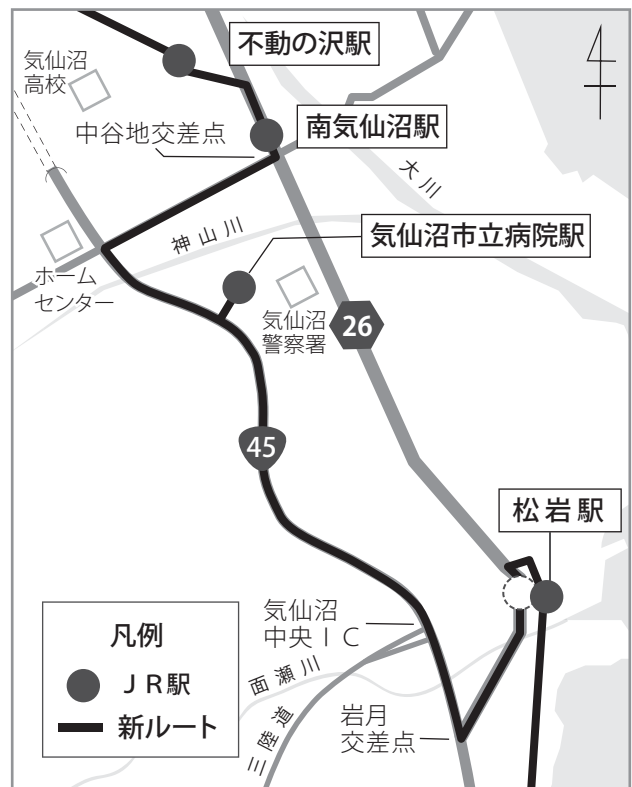 不動の沢駅
気仙沼
高校
中谷地交差点
南気仙沼駅
大川
神山川
気仙沼市立病院駅
ホーム
センター
気仙沼
警察署
26
45
松岩駅
気仙沼
中央IC
面瀬川
三陸道
岩月
交差点
凡例
JR駅
新ルート